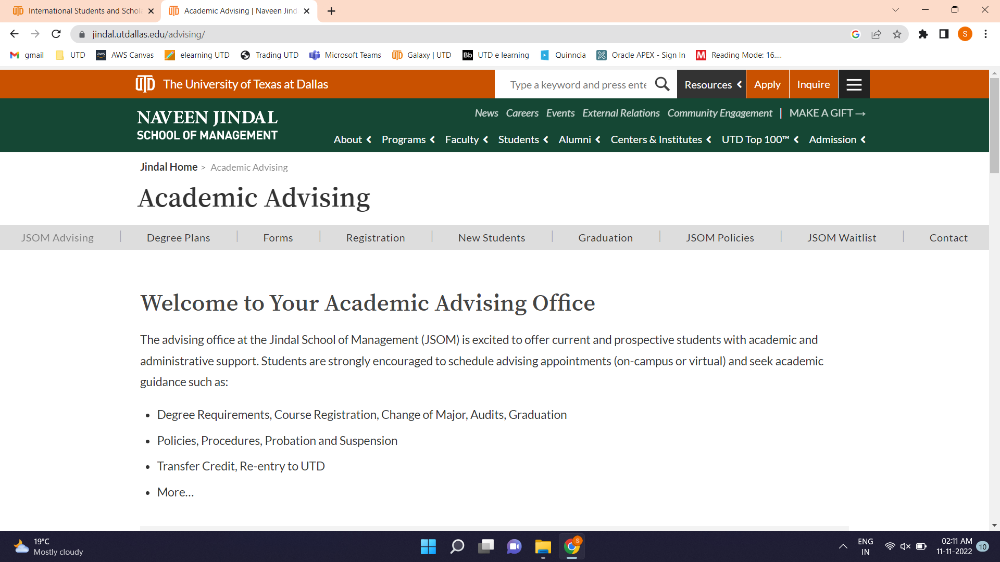 International Students and Schol
Academic Advising | Naveen Jind
jindal.utdallas.edu/advising/
S
gmail
UTD
aws
AWS Canvas
elearning UTD
Trading UTD
Microsoft Teams
Galaxy | UTD
Bb
UTD e learning
Quinncia
Oracle APEX - Sign In
M
Reading Mode: 16....
UTD
The University of Texas at Dallas
Type a keyword and press ente
Resources
Apply
Inquire
NAVEEN JINDAL
SCHOOL OF MANAGEMENT
News Careers Events External Relations Community Engagement | MAKE A GIFT→
About Programs Faculty Students Alumni Centers & Institutes UTD Top 100™ Admission
Jindal Home > Academic Advising
Academic Advising
JSOM Advising
Degree Plans
Forms
Registration
New Students
Graduation
JSOM Policies
JSOM Waitlist
Contact
Welcome to Your Academic Advising Office
The advising office at the Jindal School of Management (JSOM) is excited to offer current and prospective students with academic and
administrative support. Students are strongly encouraged to schedule advising appointments (on-campus or virtual) and seek academic
guidance such as:
• Degree Requirements, Course Registration, Change of Major, Audits, Graduation
• Policies, Procedures, Probation and Suspension
• Transfer Credit, Re-entry to UTD
• More...
19°C
Mostly cloudy
S
ENG
IN
02:11 AM
11-11-2022
10